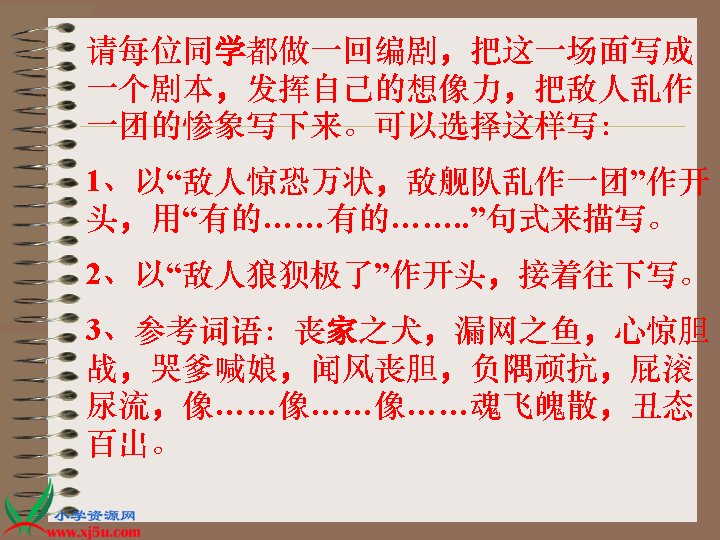 请每位同学都做一回编剧，把这一场面写成
一个剧本，发挥自己的想像力，把敌人乱作
一团的惨象写下来。可以选择这样写：
1、以“敌人惊恐万状，敌舰队乱作一团”作开
头，用“有的……有的……..”句式来描写。
2、以“敌人狼狈极了”作开头，接着往下写。
3、参考词语：丧家之犬，漏网之鱼，心惊胆
战，哭爹喊娘，闻风丧胆，负隅顽抗，屁滚
尿流，像……像……像……魂飞魄散，丑态
百出。
小学资源网
www.xj5u.com